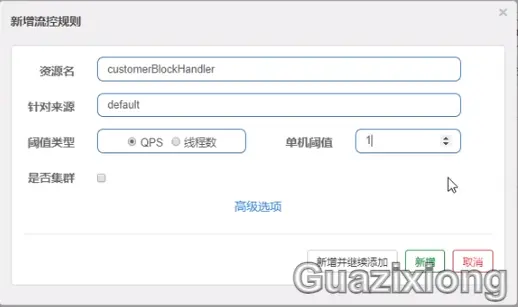 新增流控规则
资源名 customerBlockHandler
针对来源 default
阈值类型 QPS 线程数 单机阈值 1
是否集群
高级选项
新增并继续添加 新增 取消
Guazixiong